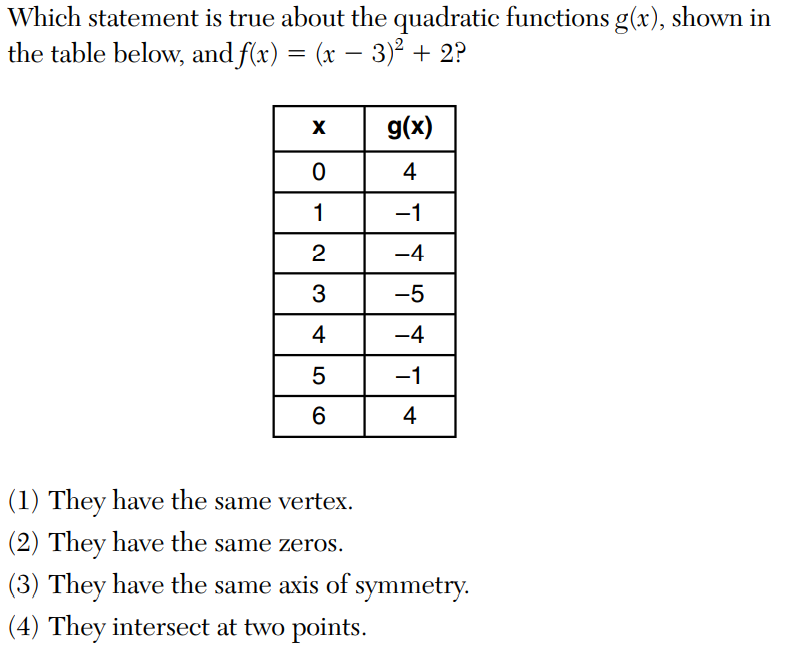 Which statement is true about the quadratic functions g(x), shown in
the table below, and f(x) = (x − 3)² + 2?
x g(x)
0 4
1 −1
2 −4
3 −5
4 −4
5 −1
6 4
(1) They have the same vertex.
(2) They have the same zeros.
(3) They have the same axis of symmetry.
(4) They intersect at two points.